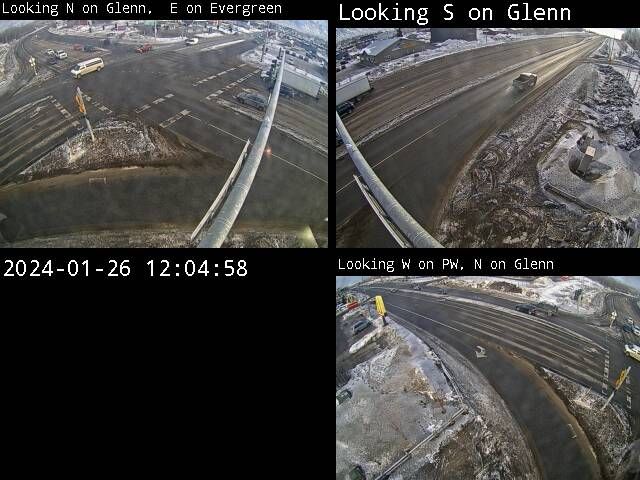 Looking N on Glenn,  E on Evergreen
Looking S on Glenn
2024-01-26 12:04:58
Looking W on PW, N on Glenn